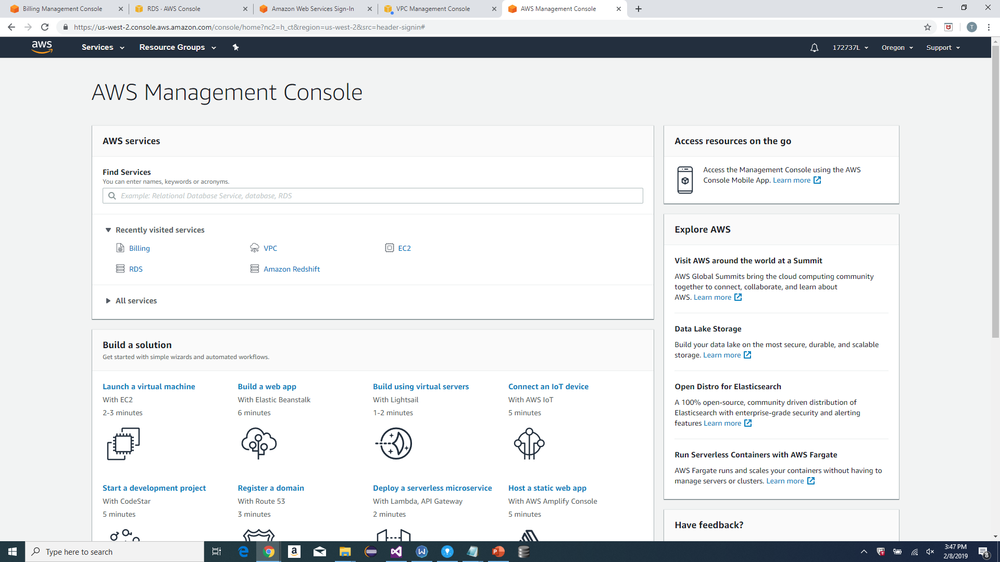 Billing Management Console
RDS · AWS Console
Amazon Web Services Sign-In
VPC Management Console
AWS Management Console
https://us-west-2.console.aws.amazon.com/console/home?nc2=h_ct&region=us-west-2&src=header-signin#
T
aws
Services
Resource Groups
172737L
Oregon
Support
AWS Management Console
AWS services
Find Services
You can enter names, keywords or acronyms.
Example: Relational Database Service, database, RDS
Recently visited services
Billing
VPC
EC2
RDS
Amazon Redshift
All services
Build a solution
Get started with simple wizards and automated workflows.
Launch a virtual machine
With EC2
2-3 minutes
Build a web app
With Elastic Beanstalk
6 minutes
Build using virtual servers
With Lightsail
1-2 minutes
Connect an IoT device
With AWS IoT
5 minutes
Start a development project
With CodeStar
5 minutes
Register a domain
With Route 53
3 minutes
Deploy a serverless microservice
With Lambda, API Gateway
2 minutes
Host a static web app
With AWS Amplify Console
5 minutes
Access resources on the go
Access the Management Console using the AWS
Console Mobile App. Learn more
Explore AWS
Visit AWS around the world at a Summit
AWS Global Summits bring the cloud computing community
together to connect, collaborate, and learn about
AWS. Learn more
Data Lake Storage
Build your data lake on the most secure, durable, and scalable
storage. Learn more
Open Distro for Elasticsearch
A 100% open-source, community driven distribution of
Elasticsearch with enterprise-grade security and alerting
features Learn more
Run Serverless Containers with AWS Fargate
AWS Fargate runs and scales your containers without having to
manage servers or clusters. Learn more
Have feedback?
Type here to search
3:47 PM
2/8/2019
8